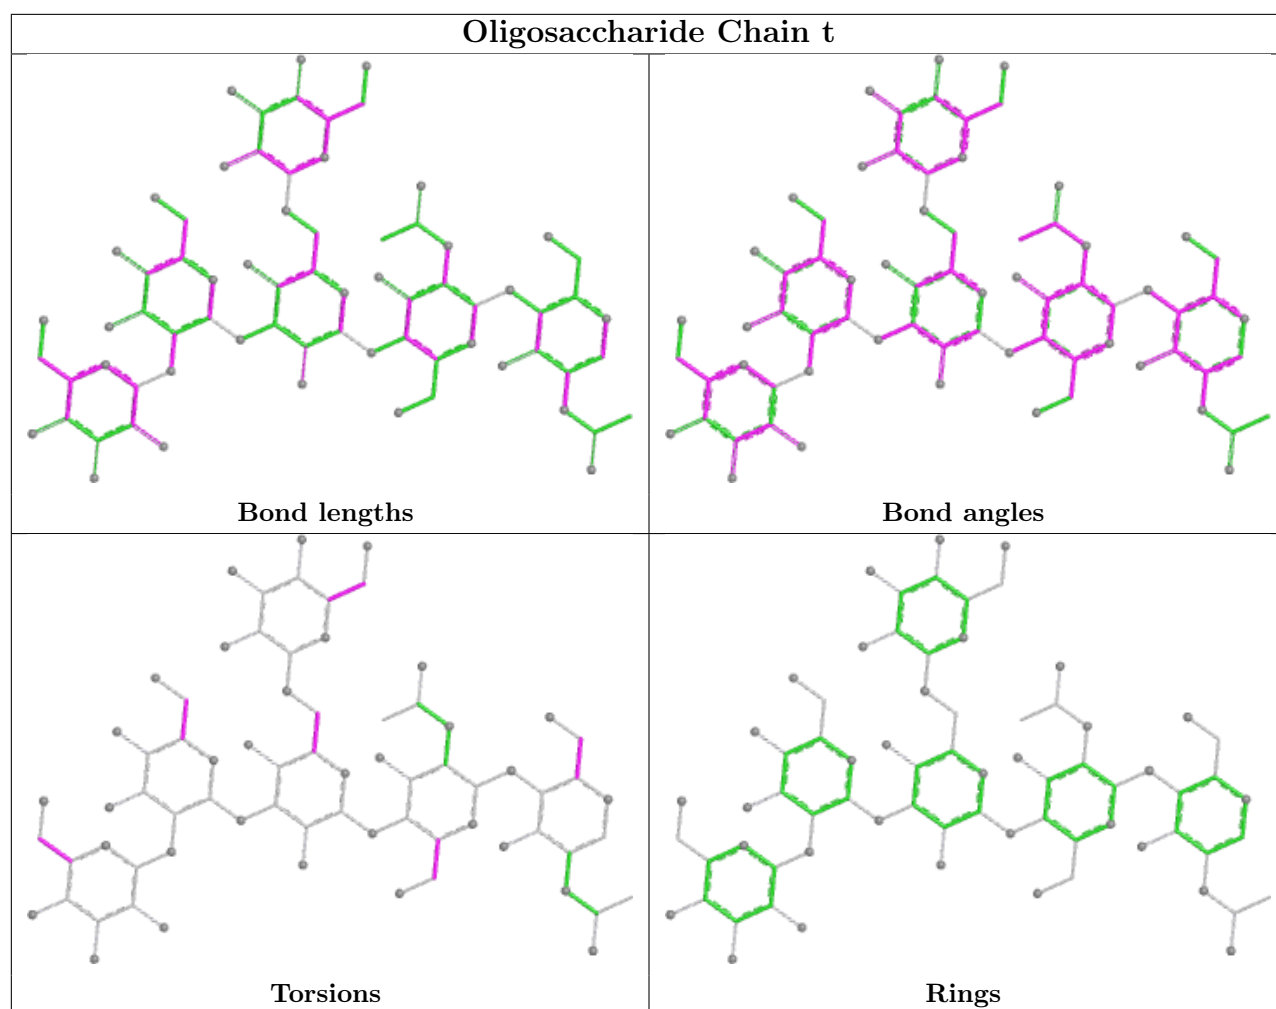 Oligosaccharide Chain t
Bond lengths
Bond angles
Torsions
Rings